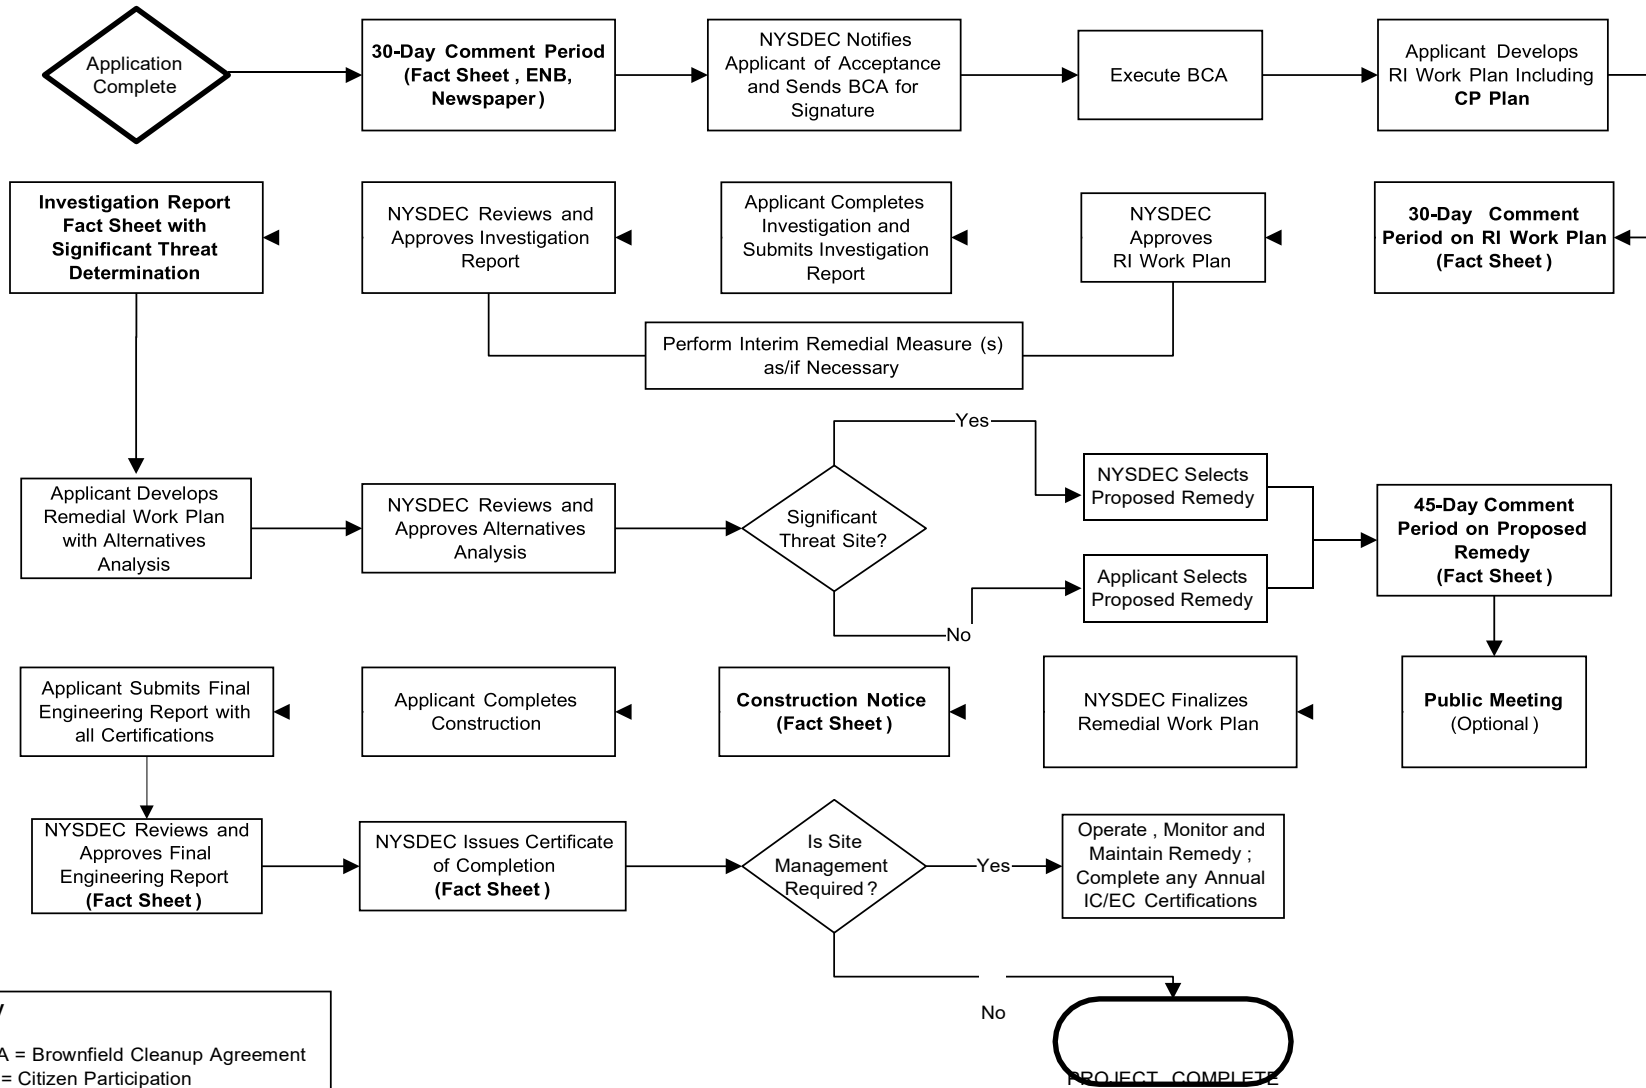 Application
Complete
30-Day Comment Period
(Fact Sheet , ENB,
Newspaper )
NYSDEC Notifies
Applicant of Acceptance
and Sends BCA for
Signature
Execute BCA
Applicant Develops
RI Work Plan Including
CP Plan
Investigation Report
Fact Sheet with
Significant Threat
Determination
NYSDEC Reviews and
Approves Investigation
Report
Applicant Completes
Investigation and
Submits Investigation
Report
NYSDEC
Approves
RI Work Plan
30-Day Comment
Period on RI Work Plan
(Fact Sheet )
Perform Interim Remedial Measure (s)
as/if Necessary
Applicant Develops
Remedial Work Plan
with Alternatives
Analysis
NYSDEC Reviews and
Approves Alternatives
Analysis
Significant
Threat Site?
Yes
No
NYSDEC Selects
Proposed Remedy
Applicant Selects
Proposed Remedy
45-Day Comment
Period on Proposed
Remedy
(Fact Sheet )
Applicant Submits Final
Engineering Report with
all Certifications
Applicant Completes
Construction
Construction Notice
(Fact Sheet )
NYSDEC Finalizes
Remedial Work Plan
Public Meeting
(Optional )
NYSDEC Reviews and
Approves Final
Engineering Report
(Fact Sheet )
NYSDEC Issues Certificate
of Completion
(Fact Sheet )
Is Site
Management
Required ?
Yes
Operate , Monitor and
Maintain Remedy ;
Complete any Annual
IC/EC Certifications
No
PROJECT COMPLETE
A = Brownfield Cleanup Agreement
= Citizen Participation